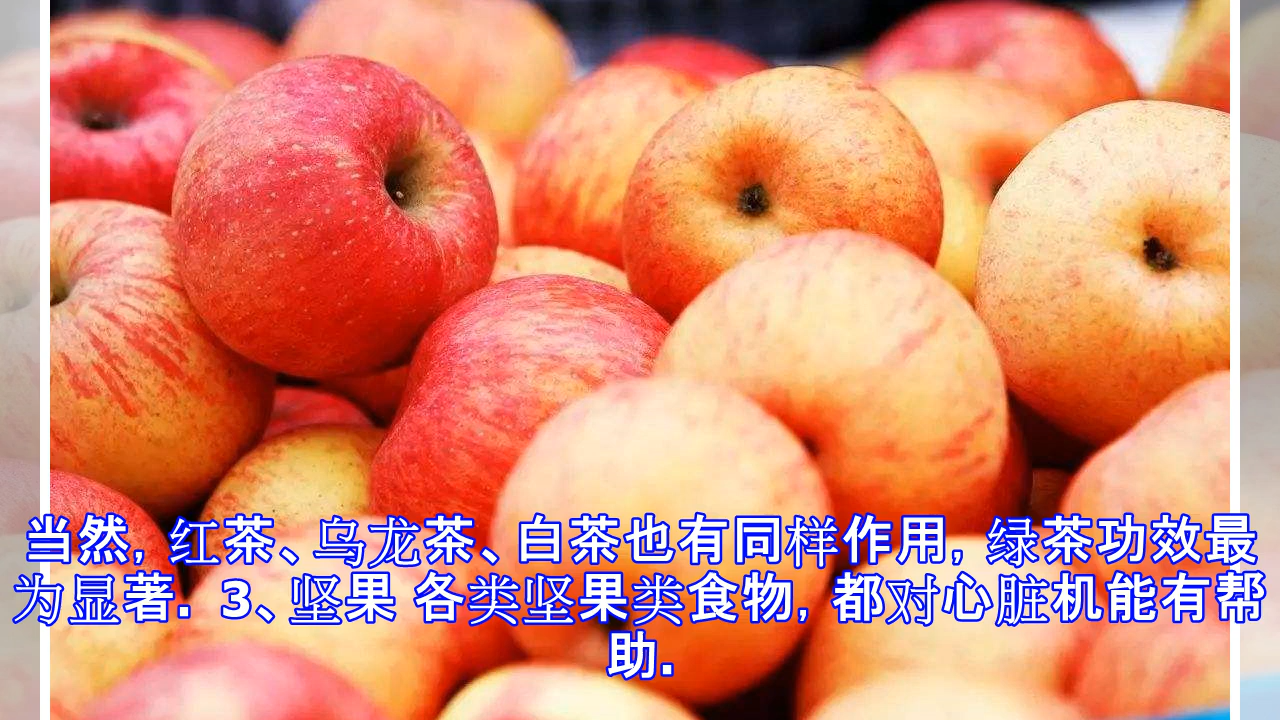 当然, 红茶、乌龙茶、白茶也有同样作用, 绿茶功效最
为显著. 3、坚果 各类坚果类食物, 都对心脏机能有帮
助.